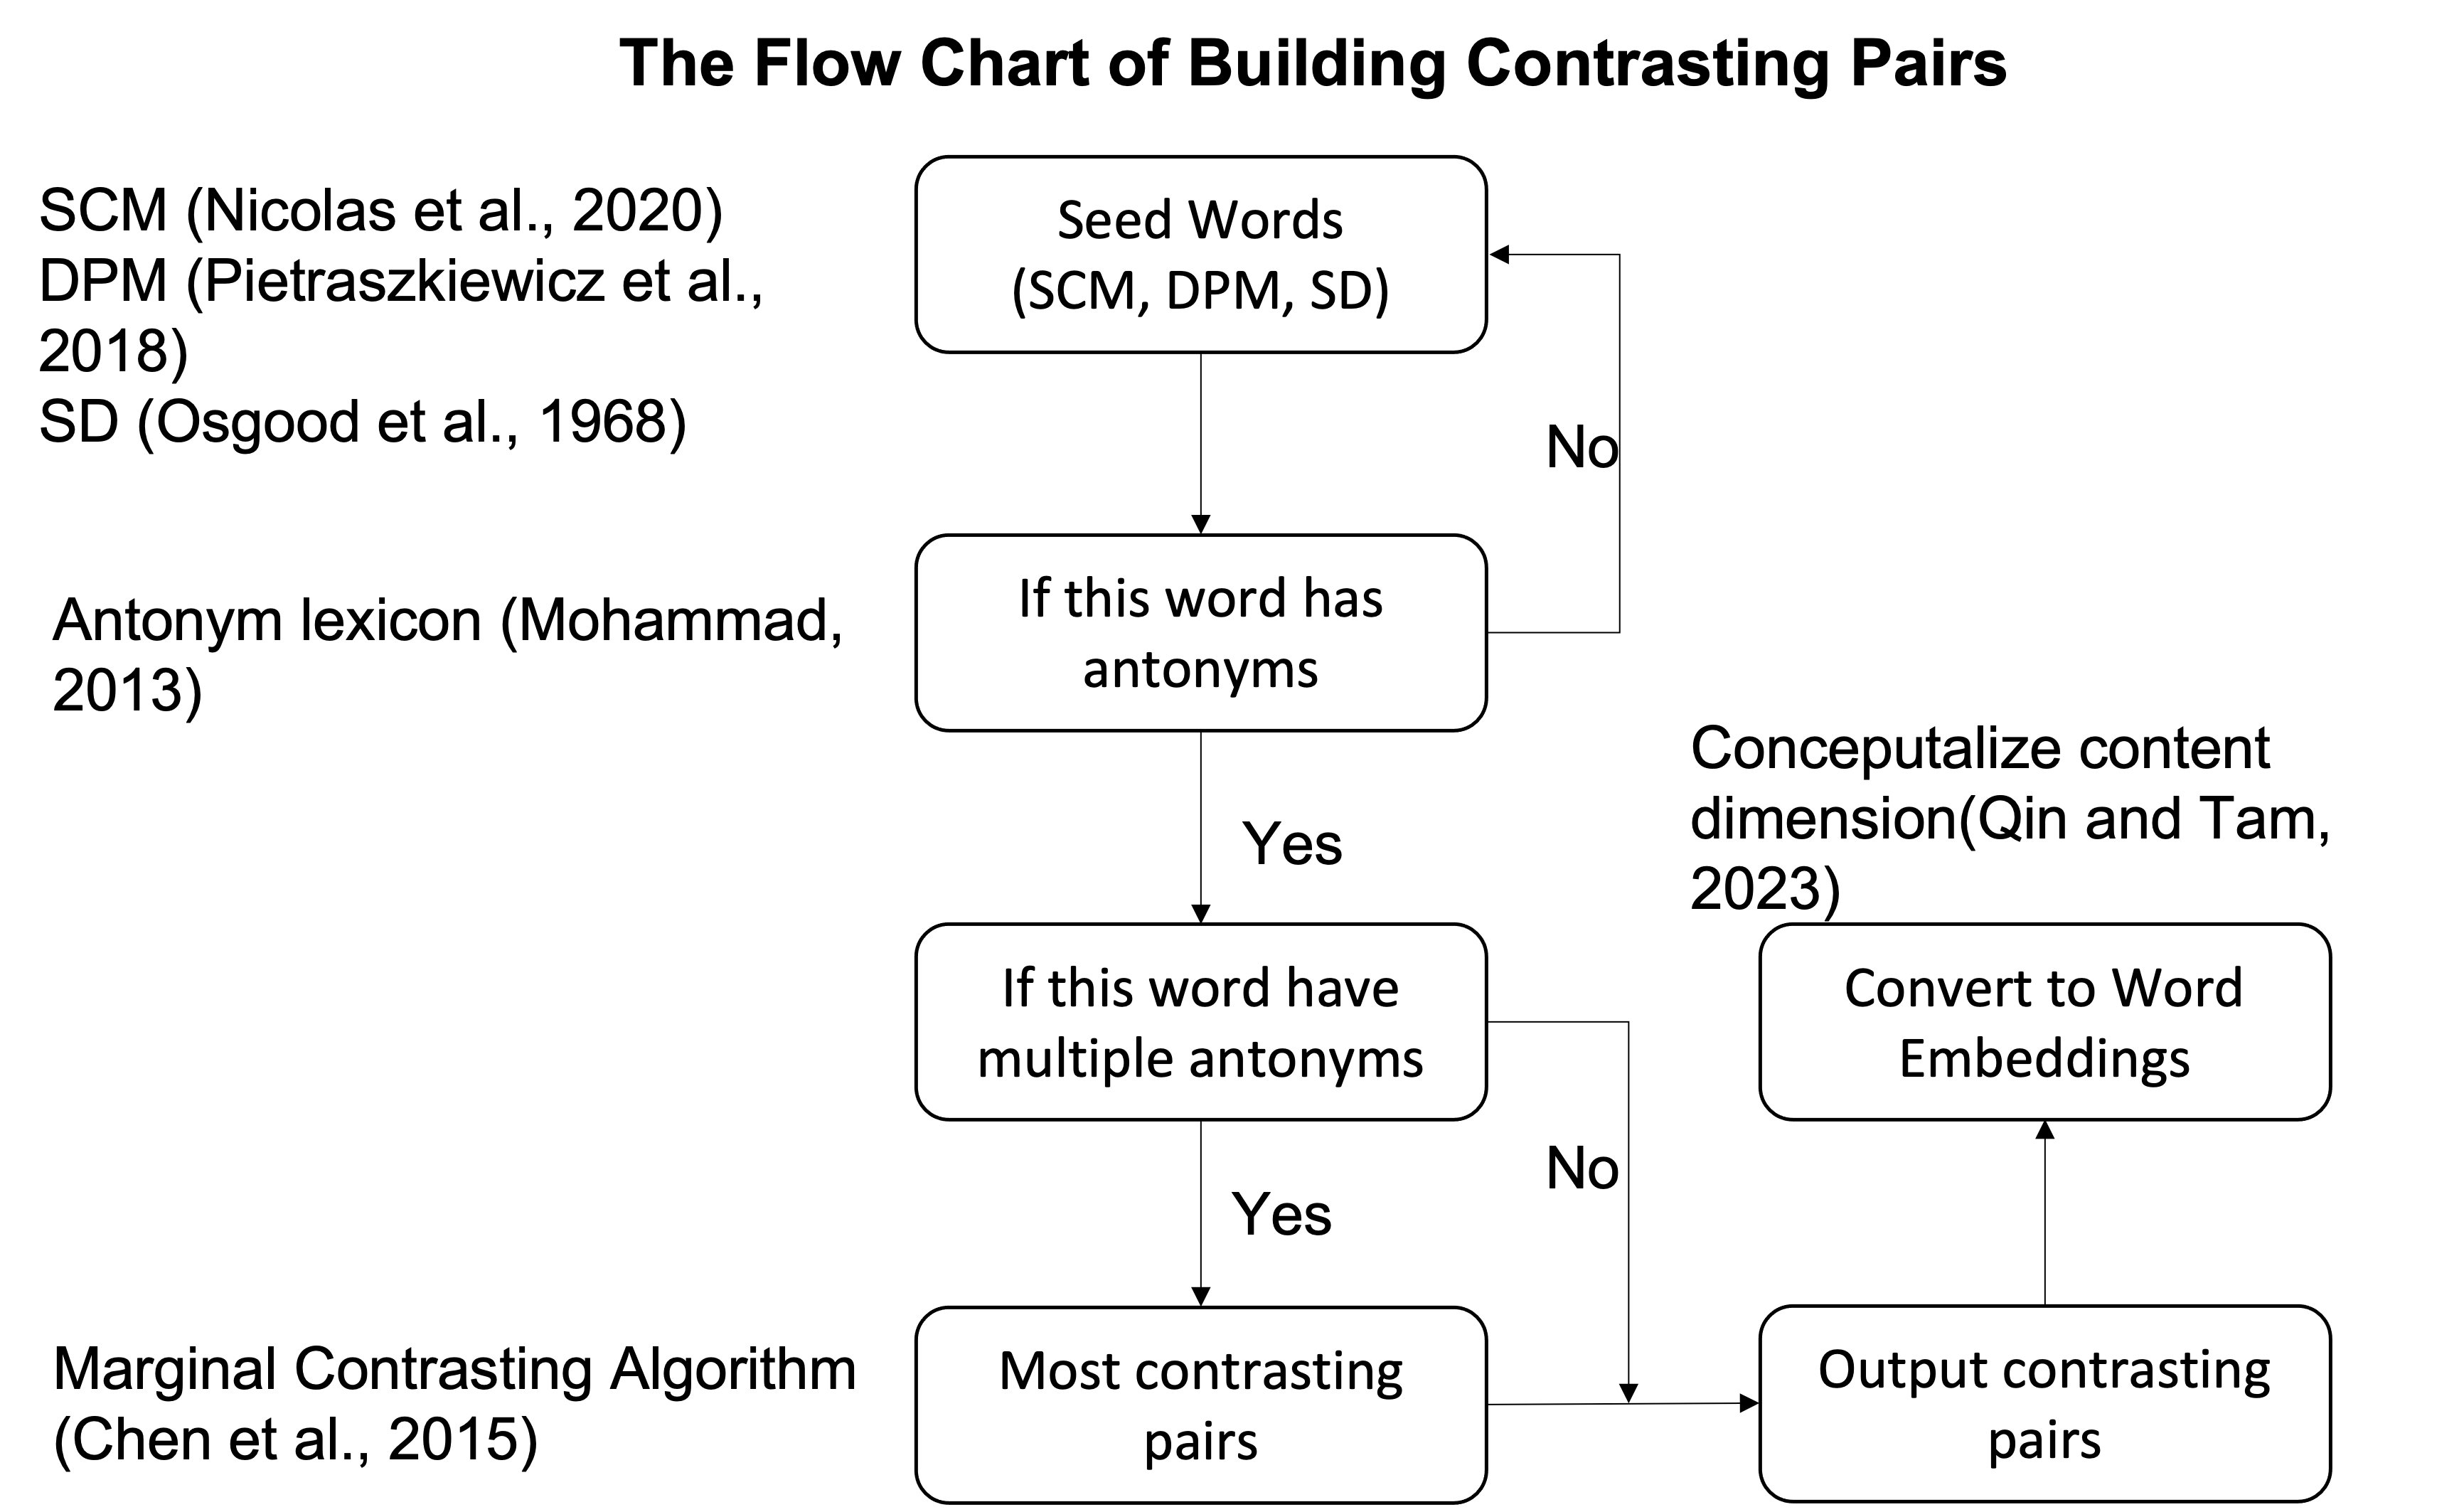 The Flow Chart of Building Contrasting Pairs
SCM (Nicolas et al., 2020)
DPM (Pietraszkiewicz et al.,
2018)
SD (Osgood et al., 1968)
Seed Words
(SCM, DPM, SD)
No
Antonym lexicon (Mohammad,
2013)
If this word has
antonyms
Yes
Conceputalize content
dimension(Qin and Tam,
2023)
If this word have
multiple antonyms
Convert to Word
Embeddings
No
Yes
Marginal Contrasting Algorithm
(Chen et al., 2015)
Most contrasting
pairs
Output contrasting
pairs